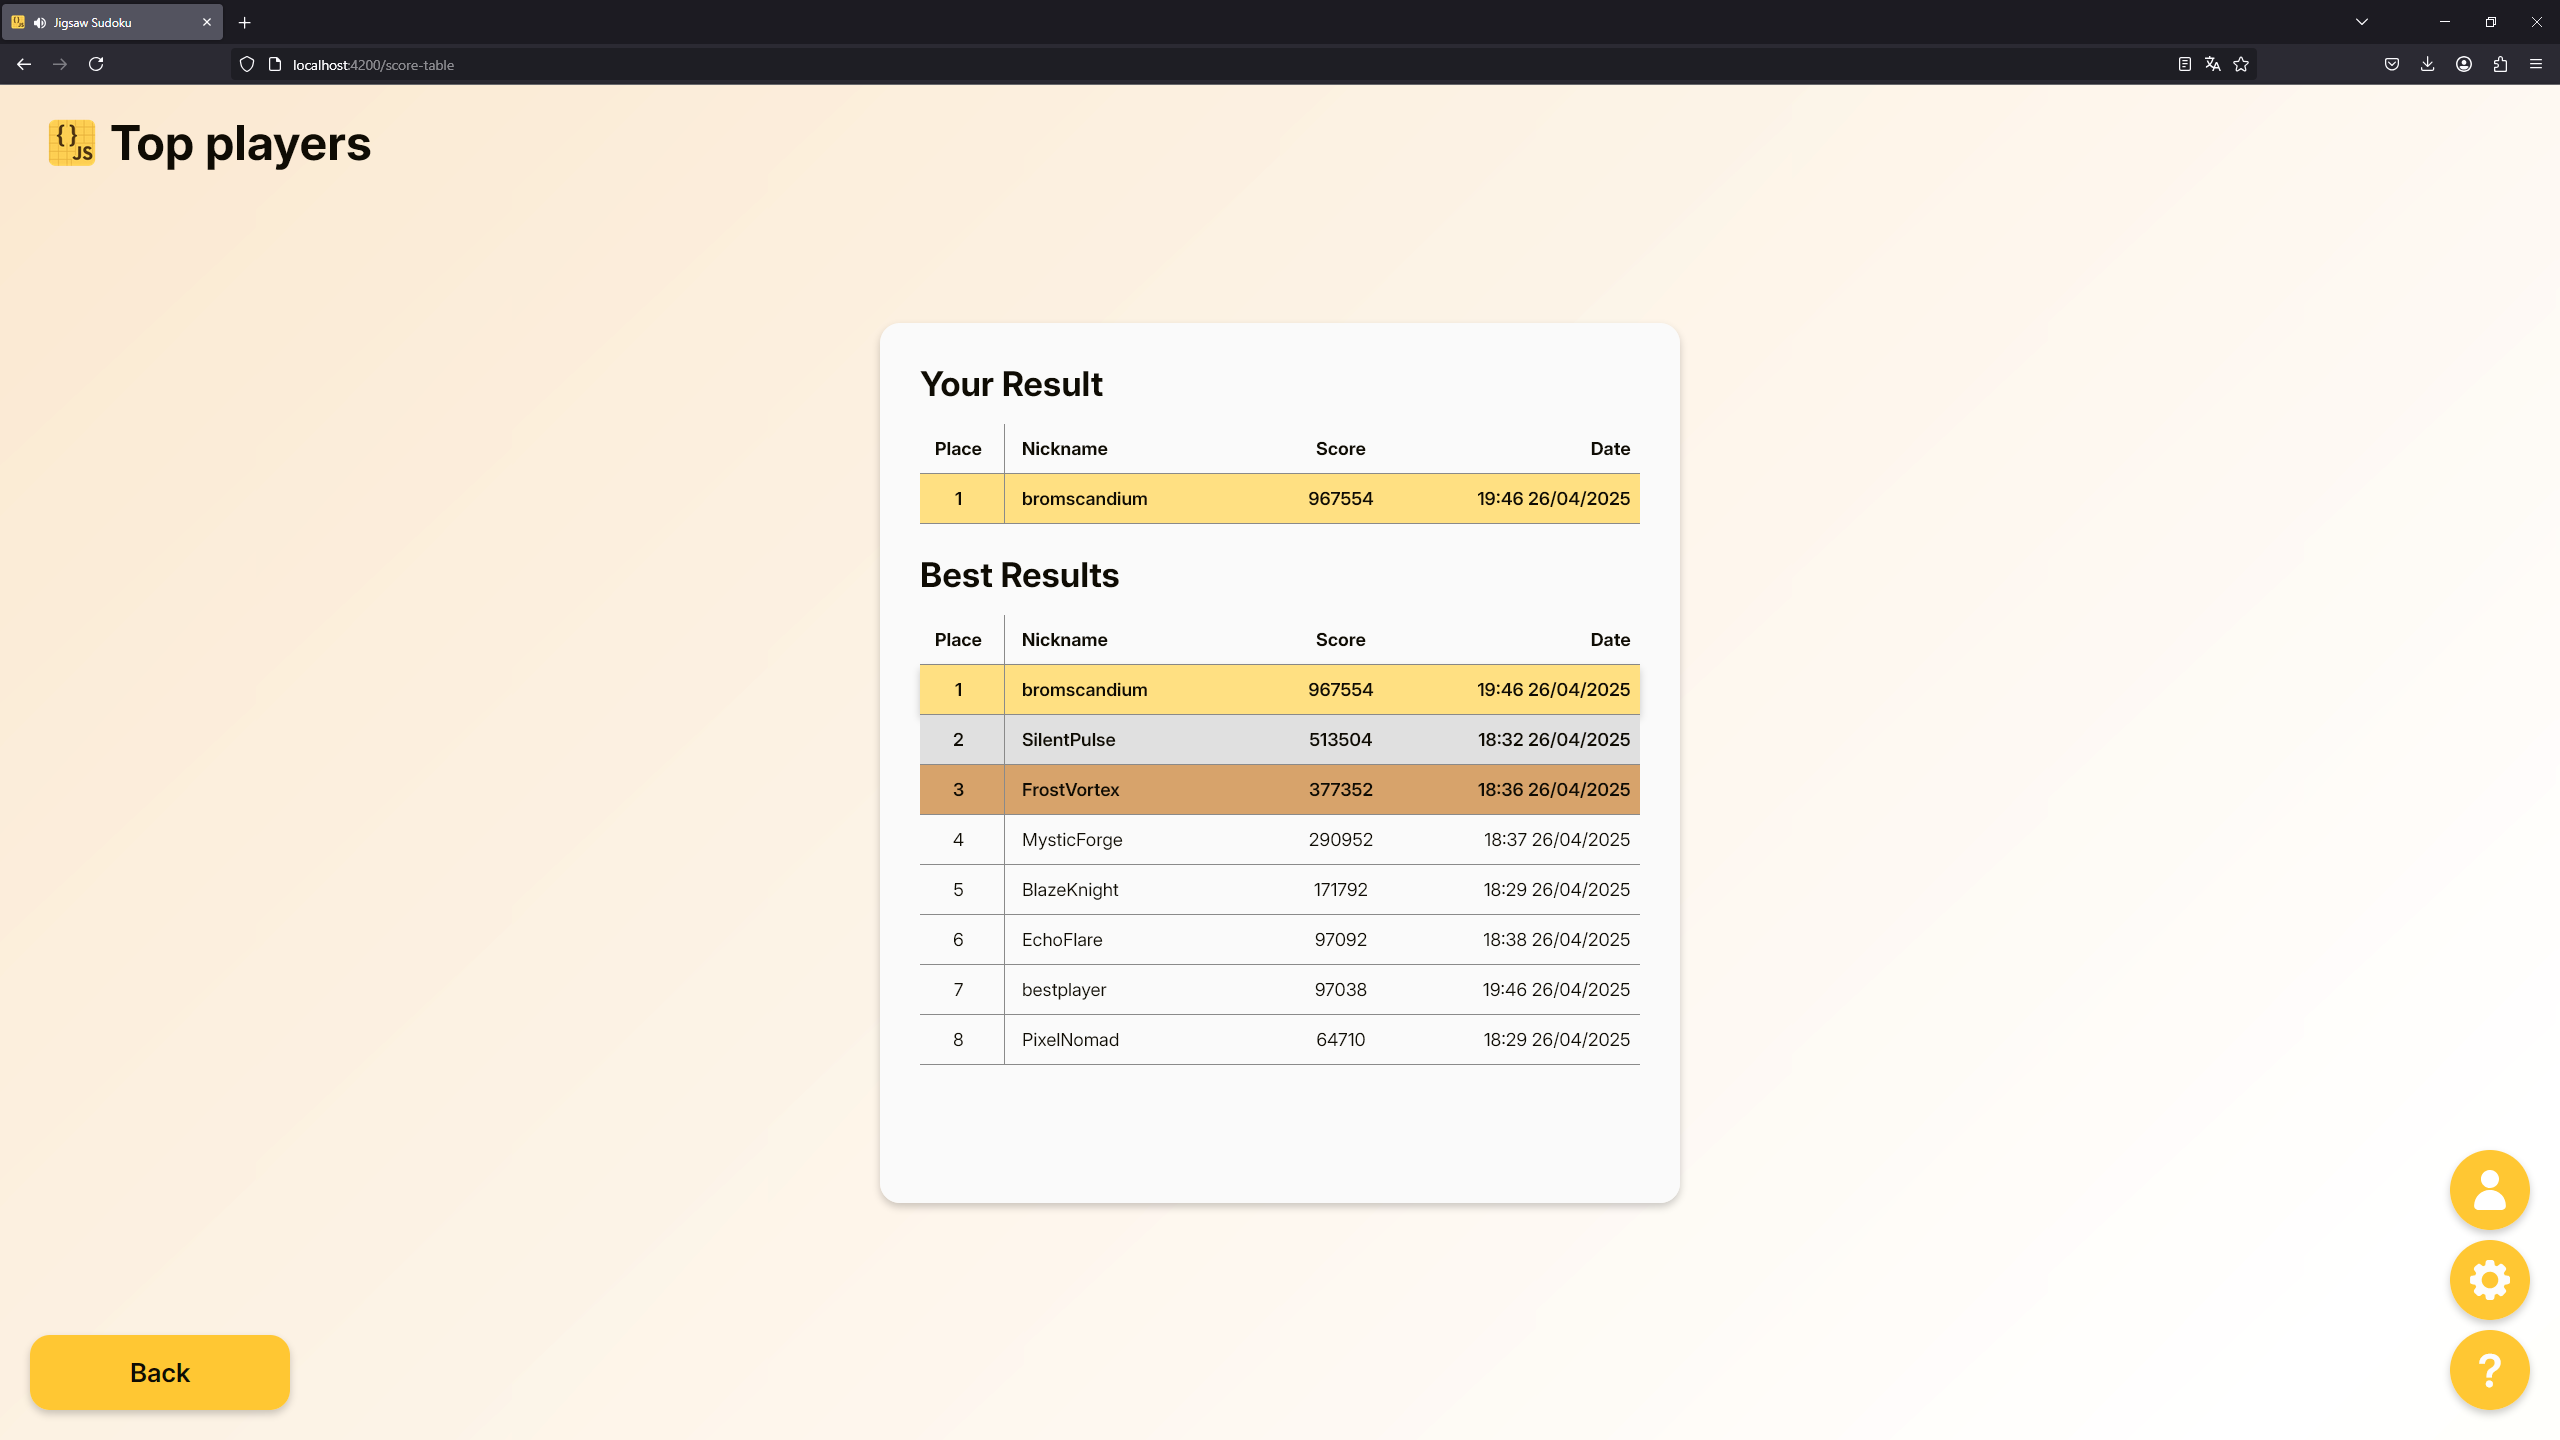 Jigsaw Sudoku
localhost:4200/score-table
{} JS Top players
Your Result
Place Nickname Score Date
1 bromscandium 967554 19:46 26/04/2025
Best Results
Place Nickname Score Date
1 bromscandium 967554 19:46 26/04/2025
2 SilentPulse 513504 18:32 26/04/2025
3 FrostVortex 377352 18:36 26/04/2025
4 MysticForge 290952 18:37 26/04/2025
5 BlazeKnight 171792 18:29 26/04/2025
6 EchoFlare 97092 18:38 26/04/2025
7 bestplayer 97038 19:46 26/04/2025
8 PixelNomad 64710 18:29 26/04/2025
Back
?